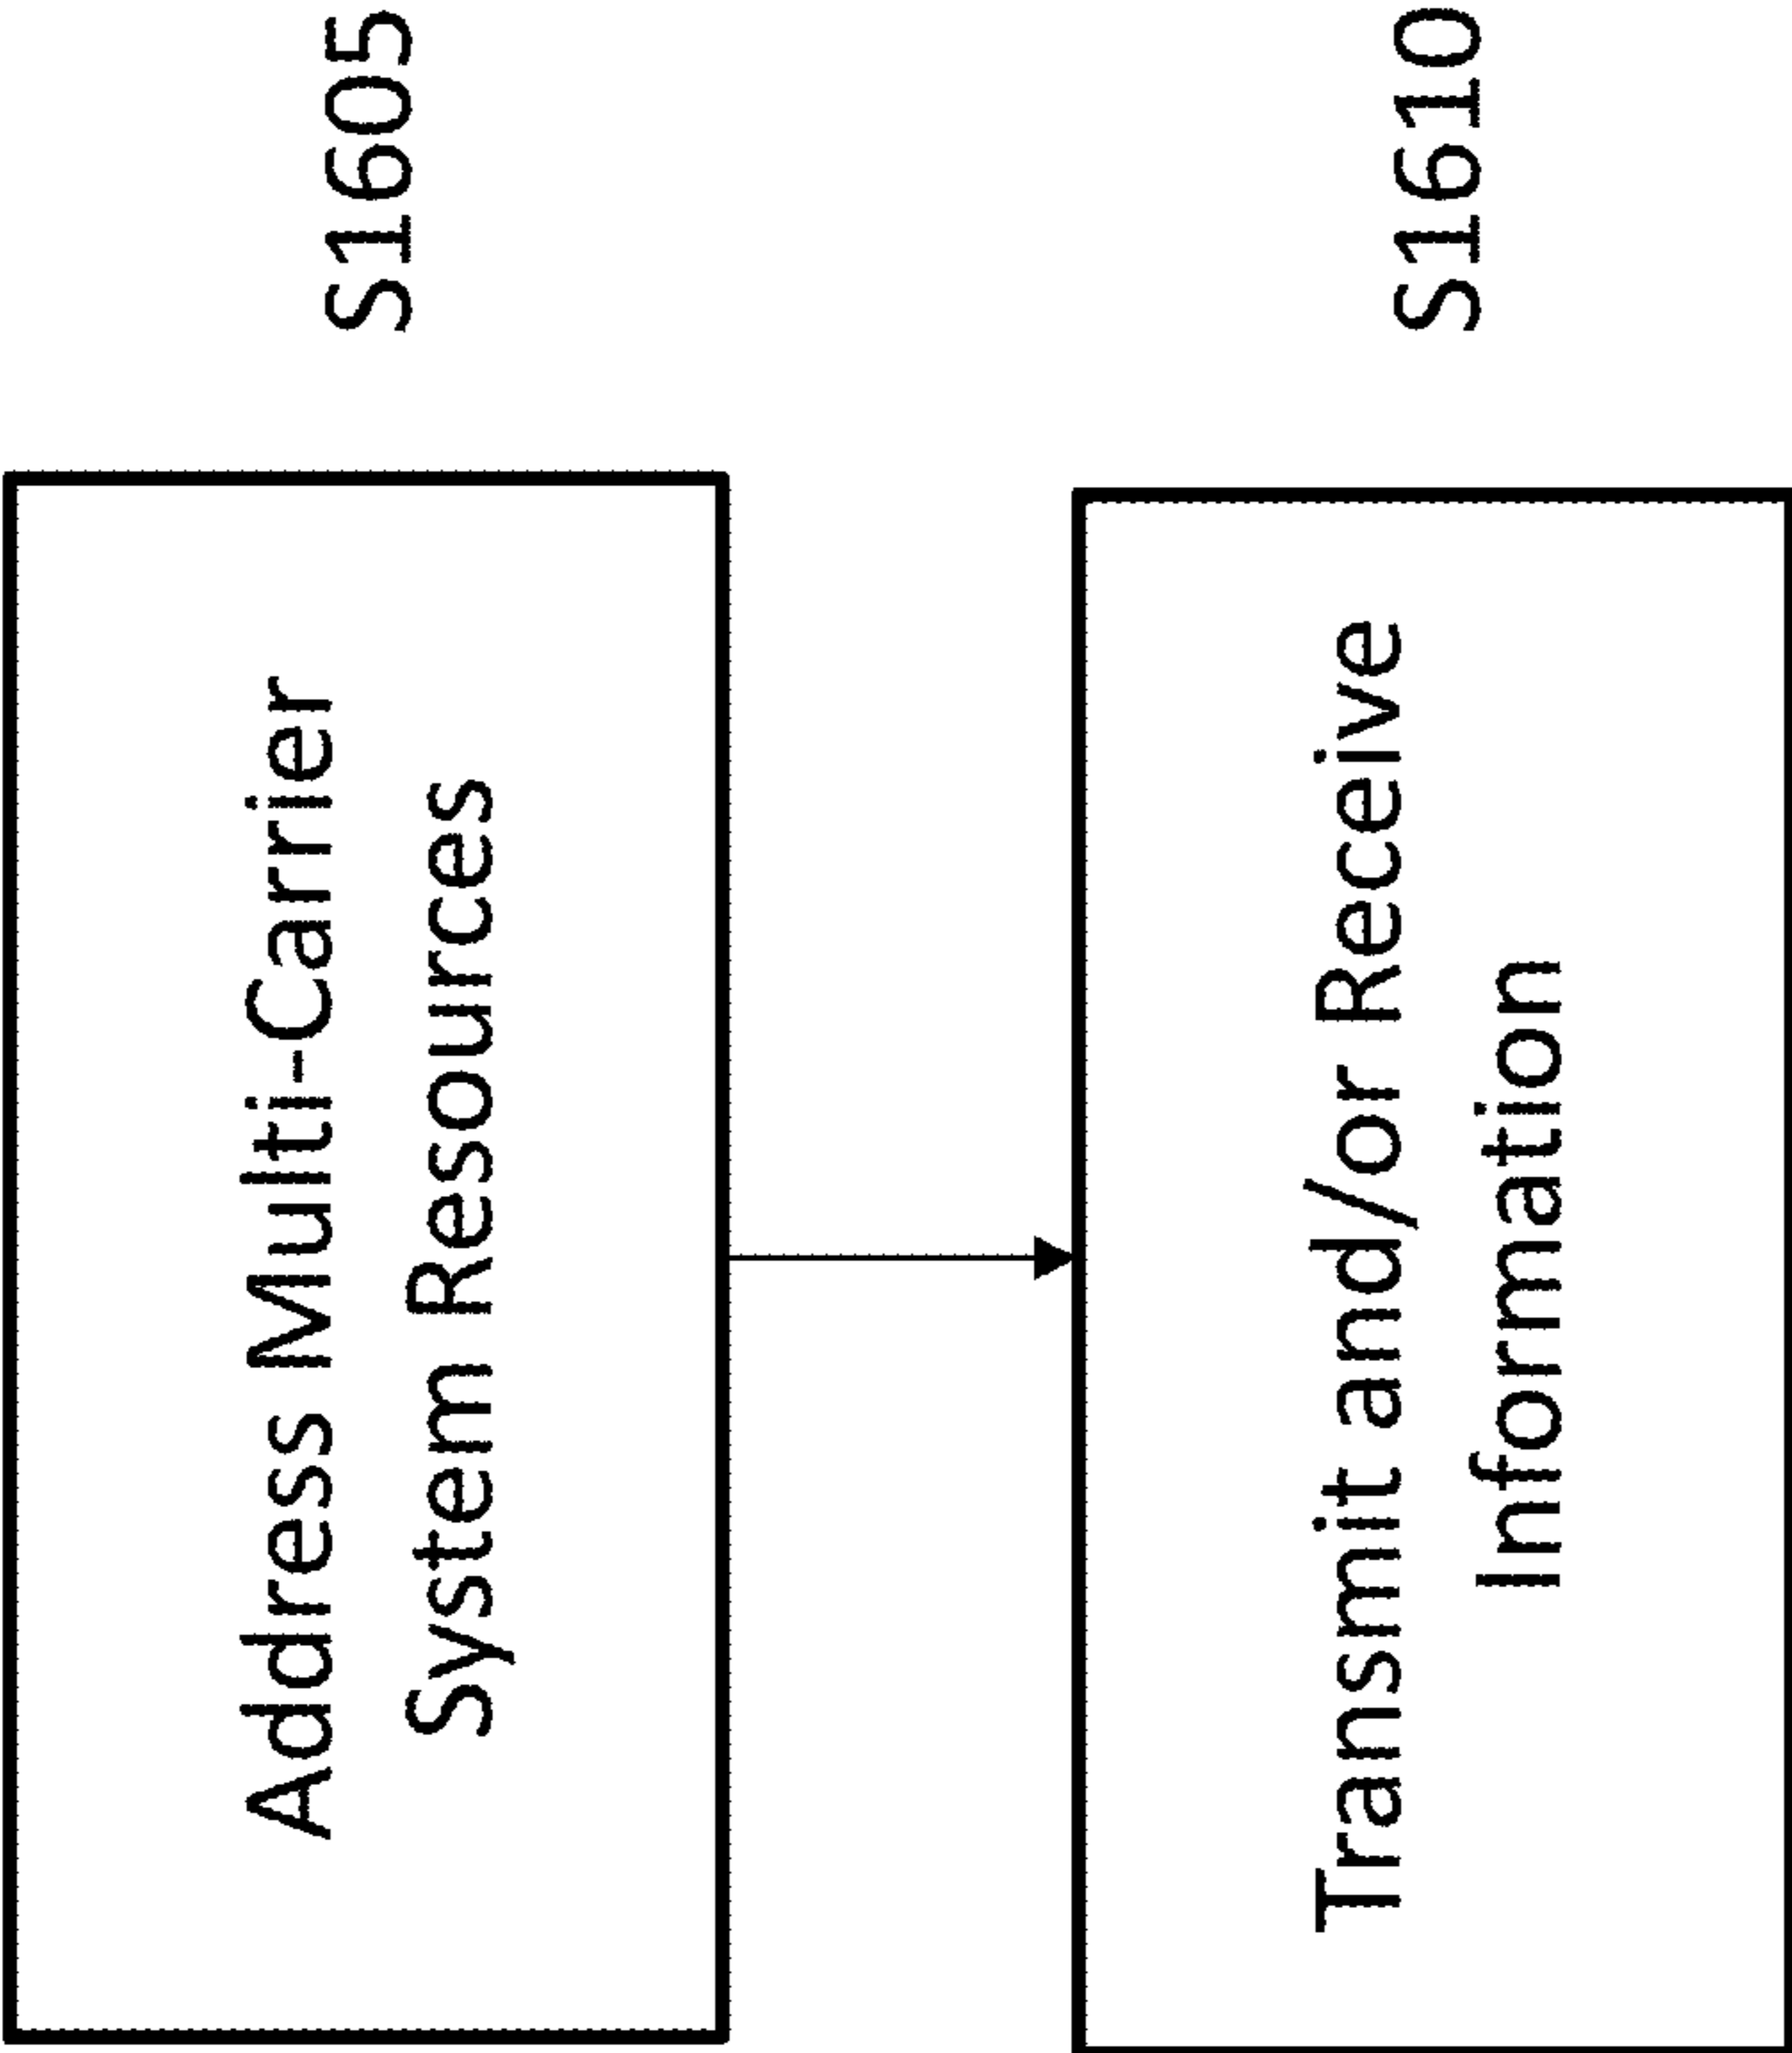 Address Multi-Carrier
System Resources
S1605
Transmit and/or Receive
Information
S1610